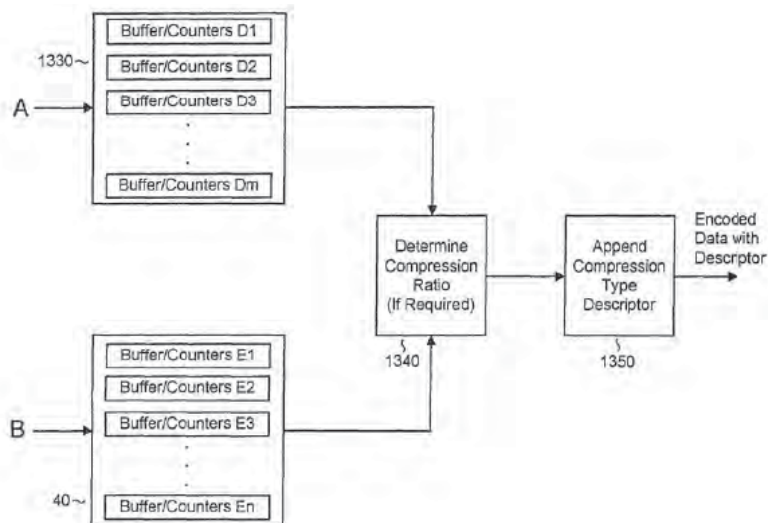 Buffer/Counters D1
1330
Buffer/Counters D2
A
Buffer/Counters D3
Buffer/Counters Dm
Determine
Compression
Ratio
(If Required)
1340
Append
Compression
Type
Descriptor
1350
Encoded
Data with
Descriptor
Buffer/Counters E1
Buffer/Counters E2
B
Buffer/Counters E3
40
Buffer/Counters En